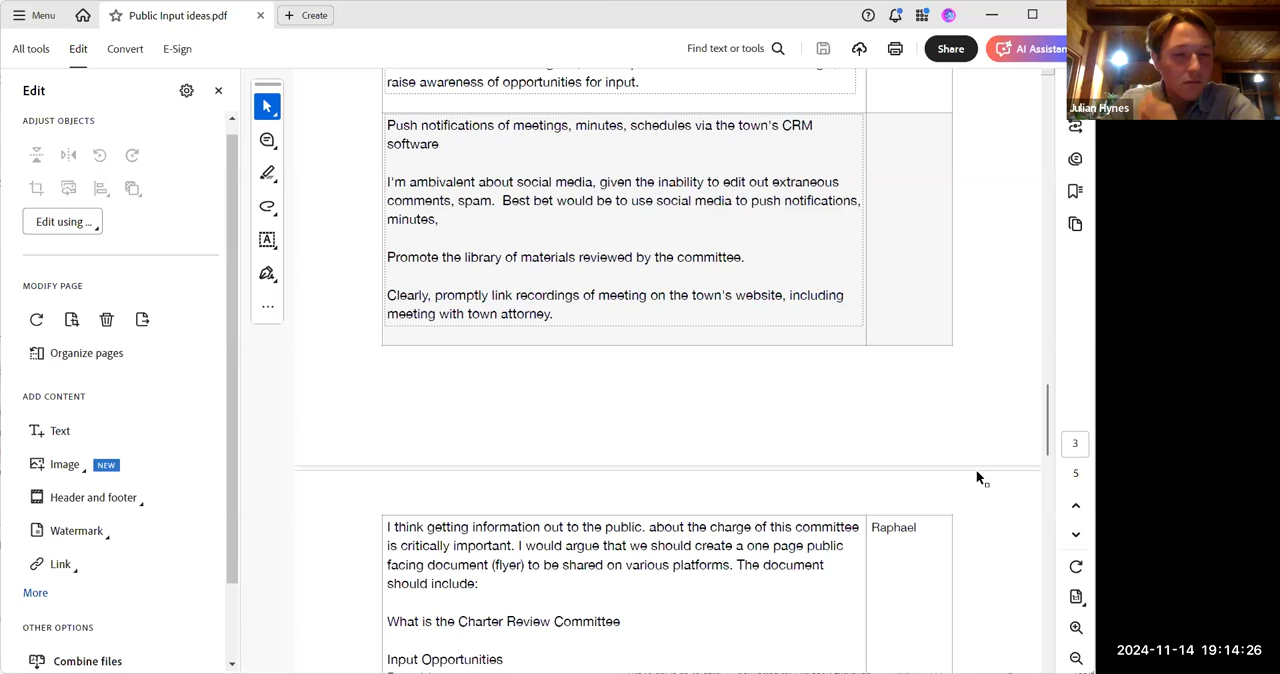 Menu
Public Input ideas.pdf
Create
All tools
Edit
Convert
E-Sign
Find text or tools
Share
AI Assistan
Edit
ADJUST OBJECTS
Edit using ...
MODIFY PAGE
Organize pages
ADD CONTENT
Text
Image
NEW
Header and footer
Watermark
Link
More
OTHER OPTIONS
Combine files
raise awareness of opportunities for input.
Push notifications of meetings, minutes, schedules via the town's CRM
software
I'm ambivalent about social media, given the inability to edit out extraneous
comments, spam.  Best bet would be to use social media to push notifications,
minutes,
Promote the library of materials reviewed by the committee.
Clearly, promptly link recordings of meeting on the town's website, including
meeting with town attorney.
I think getting information out to the public. about the charge of this committee
is critically important. I would argue that we should create a one page public
facing document (flyer) to be shared on various platforms. The document
should include:
What is the Charter Review Committee
Input Opportunities
Raphael
3
5
Julian Hynes
2024-11-14 19:14:26